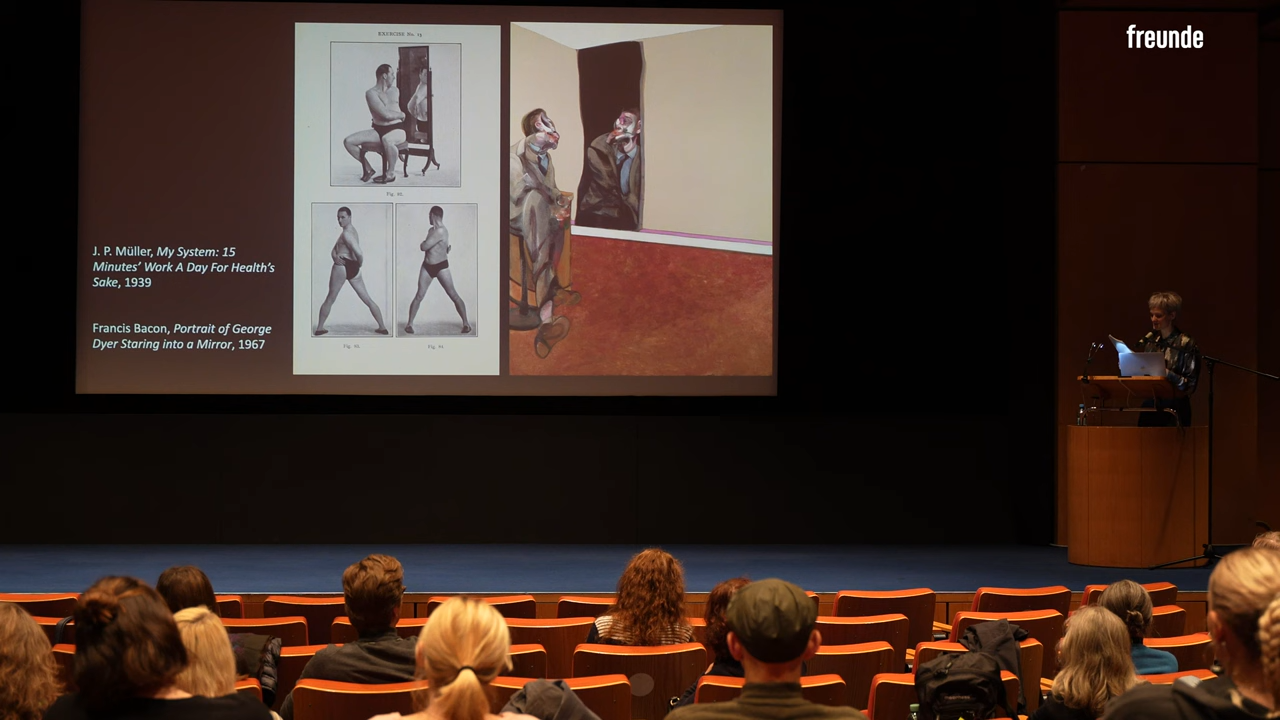 freunde
EXERCISE No. 15
J. P. Müller, My System: 15
Minutes' Work A Day For Health's
Sake, 1939
Francis Bacon, Portrait of George
Dyer Staring into a Mirror, 1967